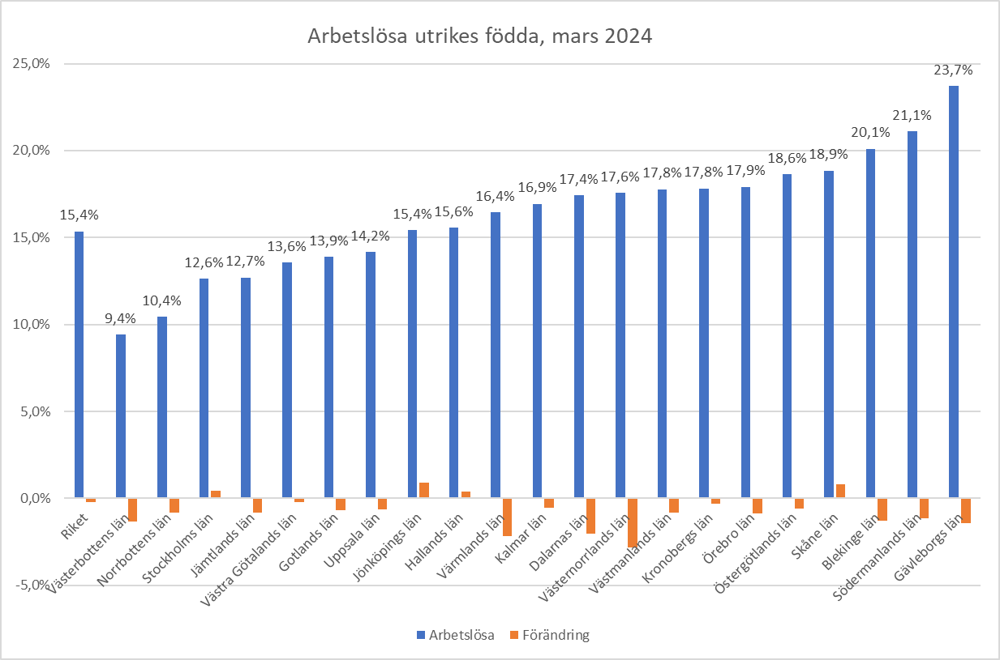 Arbetslösa utrikes födda, mars 2024
25,0%
20,0%
15,0%
10,0%
5,0%
0,0%
-5,0%
15,4%
9,4%
10,4%
12,6%
12,7%
13,6%
13,9%
14,2%
15,4%
15,6%
16,4%
16,9%
17,4%
17,6%
17,8%
17,8%
17,9%
18,6%
18,9%
20,1%
21,1%
23,7%
Riket
Västerbottens län
Norrbottens län
Stockholms län
Jämtlands län
Västra Götalands län
Gotlands län
Uppsala län
Jönköpings län
Hallands län
Värmlands län
Kalmar län
Dalarnas län
Västernorrlands län
Västmanlands län
Kronobergs län
Örebro län
Östergötlands län
Skåne län
Blekinge län
Södermanlands län
Gävleborgs län
Arbetslösa
Förändring